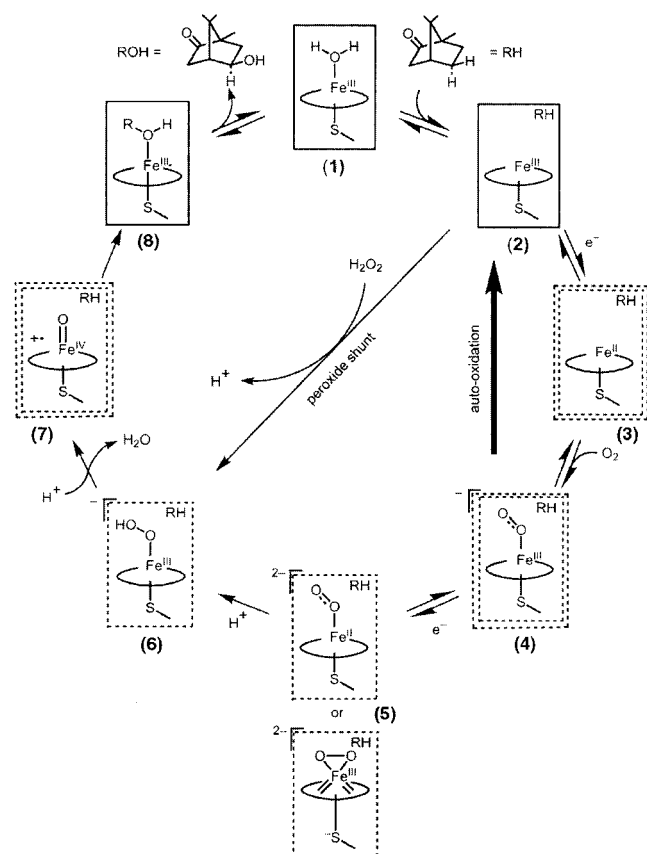 ROH =
O
OH
H
H H
O
Fe^III
S
(1)
O
H
H
= RH
R H
O
Fe^III
S
(8)
RH
Fe^III
S
(2)
e⁻
H₂O₂
H⁺
peroxide shunt
auto-oxidation
RH
O
+•
Fe^IV
S
(7)
RH
Fe^II
S
(3)
O₂
H₂O
H⁺
–
RH
HO
O
Fe^III
S
(6)
H⁺
2–
RH
O
O
Fe^II
S
(5)
or
e⁻
–
RH
O
O
Fe^III
S
(4)
2–
RH
O O
Fe^III
⁻S